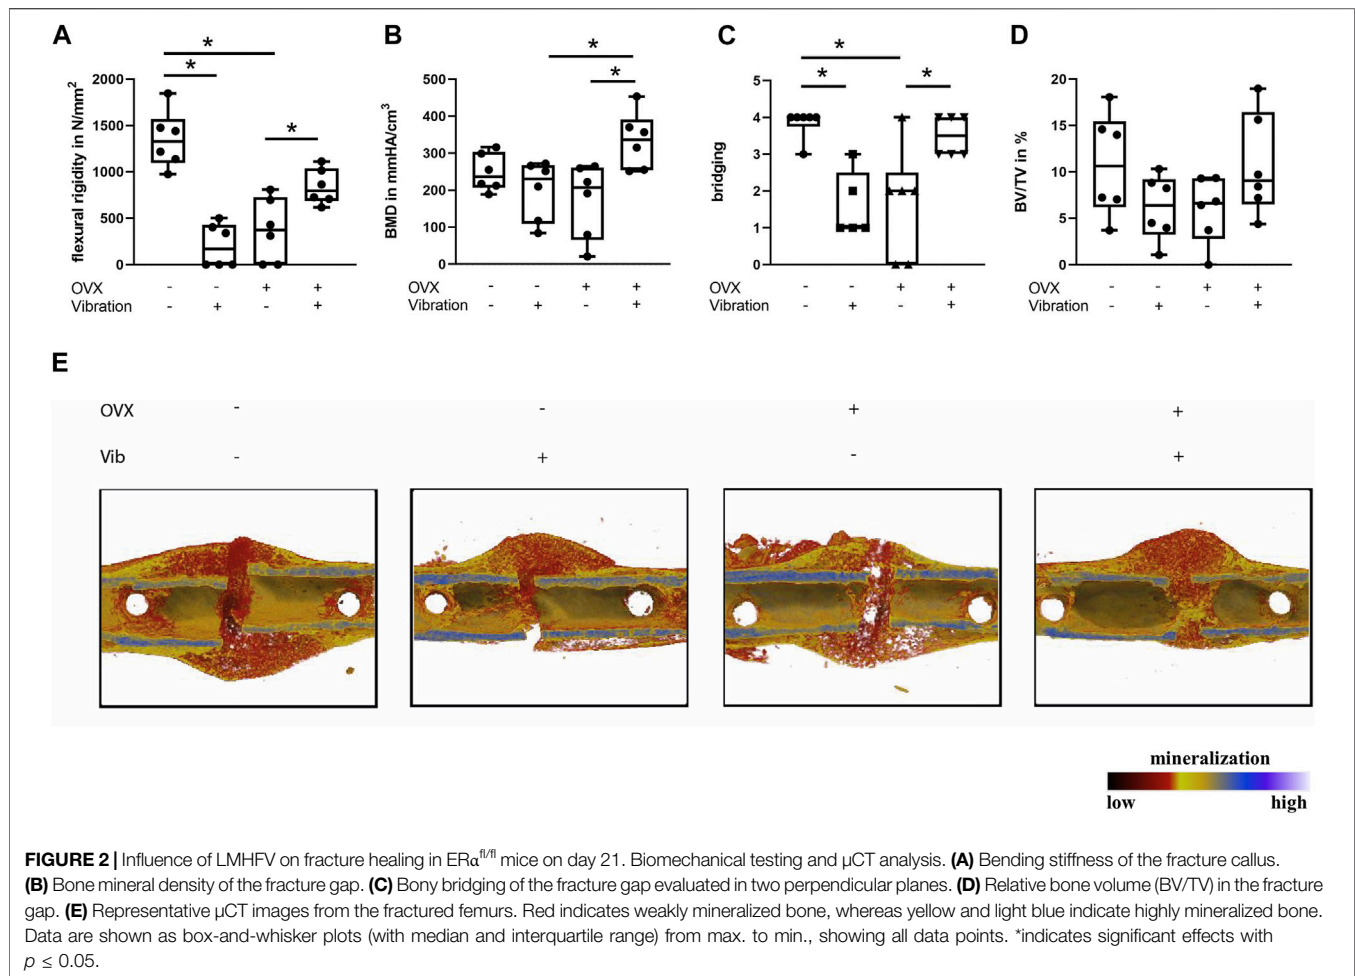 A
B
C
D
*
*
*
flexural rigidity in N/mm²
2000
1500
1000
500
0
OVX - - + +
Vibration - + - +
*
*
BMD in mmHA/cm³
500
400
300
200
100
0
OVX - - + +
Vibration - + - +
*
*
*
bridging
5
4
3
2
1
0
OVX - - + +
Vibration - + - +
BV/TV in %
20
15
10
5
0
OVX - - + +
Vibration - + - +
E
OVX - - + +
Vib - + - +
mineralization
low high
FIGURE 2 | Influence of LMHFV on fracture healing in ERα^fl/fl mice on day 21. Biomechanical testing and μCT analysis. (A) Bending stiffness of the fracture callus.
(B) Bone mineral density of the fracture gap. (C) Bony bridging of the fracture gap evaluated in two perpendicular planes. (D) Relative bone volume (BV/TV) in the fracture
gap. (E) Representative μCT images from the fractured femurs. Red indicates weakly mineralized bone, whereas yellow and light blue indicate highly mineralized bone.
Data are shown as box-and-whisker plots (with median and interquartile range) from max. to min., showing all data points. *indicates significant effects with
p ≤ 0.05.